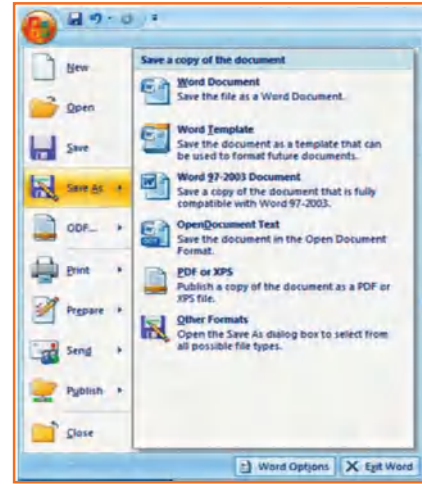 New
Open
Save
Save As
ODF...
Print
Prepare
Send
Publish
Close
Save a copy of the document
Word Document
Save the file as a Word Document.
Word Template
Save the document as a template that can
be used to format future documents.
Word 97-2003 Document
Save a copy of the document that is fully
compatible with Word 97-2003.
OpenDocument Text
Save the document in the Open Document
Format.
PDF or XPS
Publish a copy of the document as a PDF or
XPS file.
Other Formats
Open the Save As dialog box to select from
all possible file types.
Word Options
Exit Word